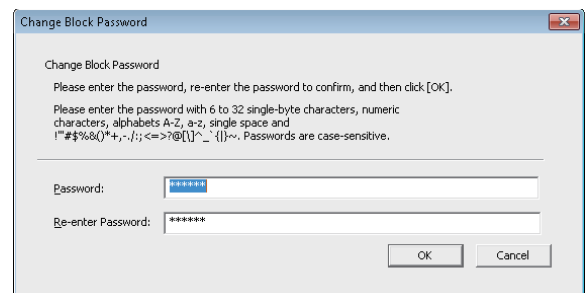 Change Block Password
Change Block Password
Please enter the password, re-enter the password to confirm, and then click [OK].
Please enter the password with 6 to 32 single-byte characters, numeric
characters, alphabets A-Z, a-z, single space and
!"'#$%&()*+,-./:;<=>?@[\]^_`{|}~. Passwords are case-sensitive.
Password: ******
Re-enter Password: ******
OK Cancel